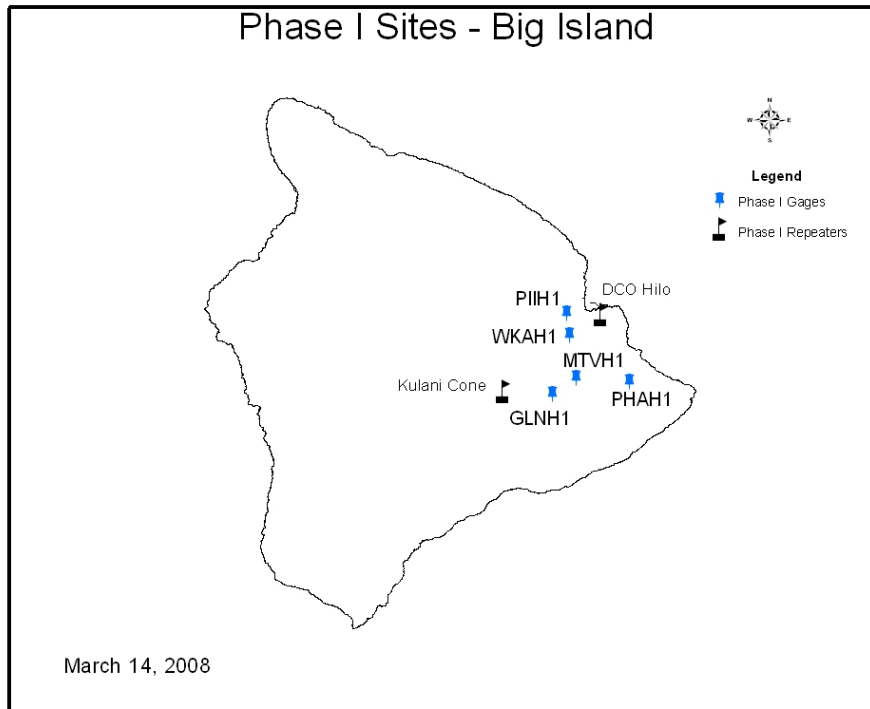 Phase I Sites - Big Island
N
W E
S
Legend
Phase I Gages
Phase I Repeaters
DCO Hilo
PIIH1
WKAH1
MTVH1
Kulani Cone
PHAH1
GLNH1
March 14, 2008